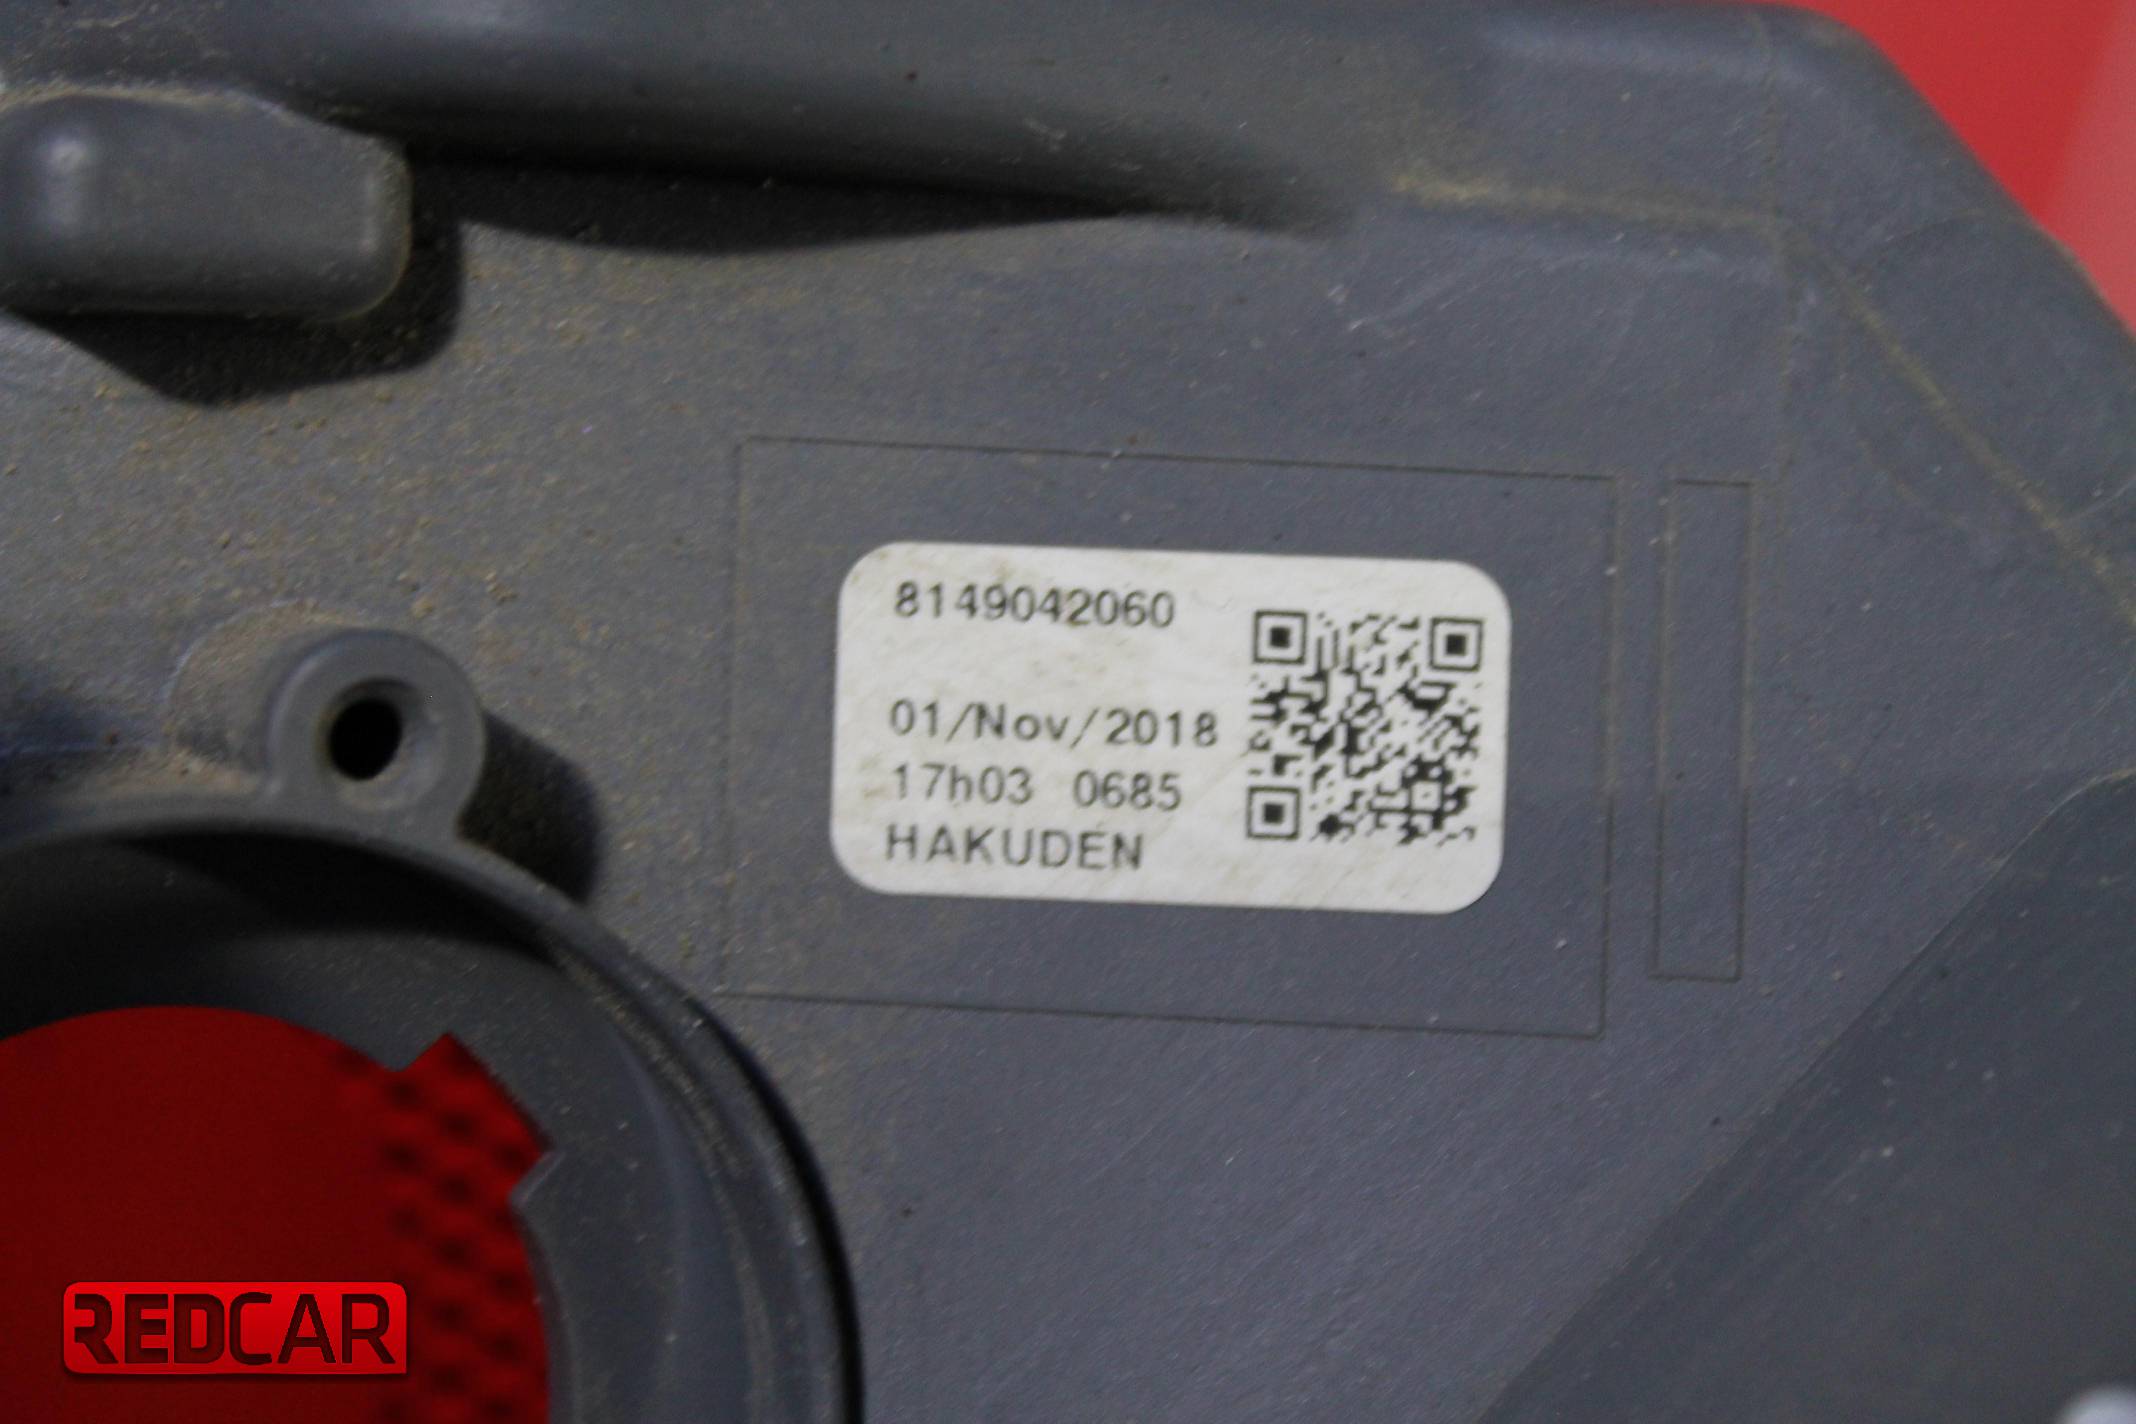 8149042060
01/Nov/2018
17h03 0685
HAKUDEN
REDCAR